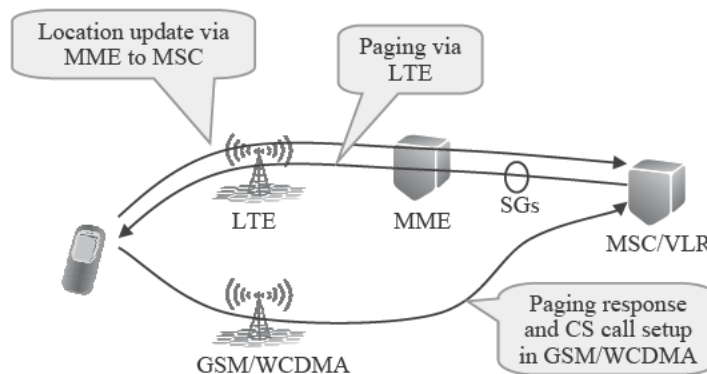 Location update via
MME to MSC
Paging via
LTE
LTE
MME
SGs
MSC/VLR
GSM/WCDMA
Paging response
and CS call setup
in GSM/WCDMA